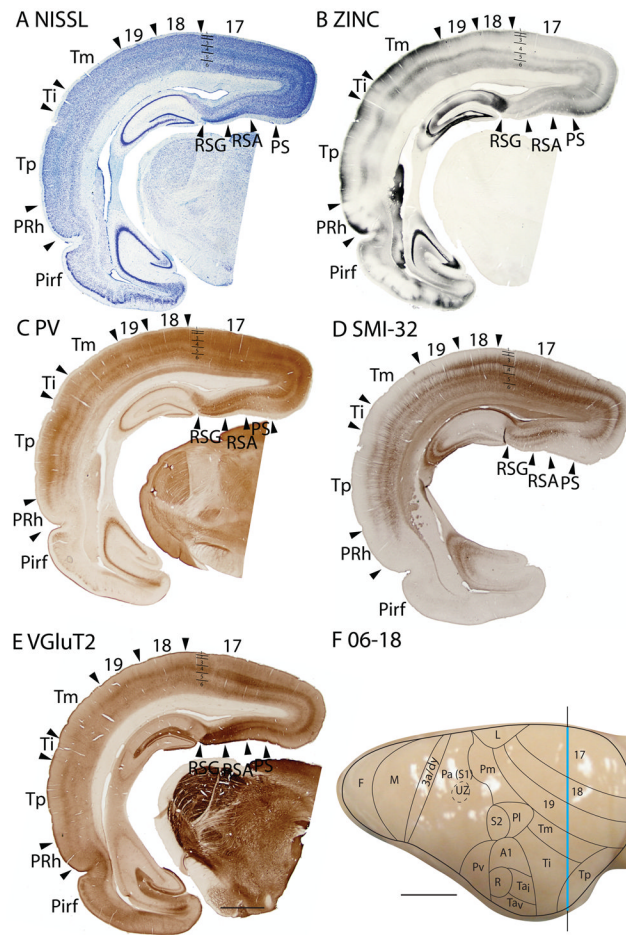 A NISSL
19 18 17
Tm
Ti
Tp
PRh
Pirf
RSG
RSA
PS
B ZINC
19 18 17
Tm
Ti
Tp
PRh
Pirf
RSG
RSA
PS
C PV
19 18 17
Tm
Ti
Tp
PRh
Pirf
RSG
RSA
PS
D SMI-32
19 18 17
Tm
Ti
Tp
PRh
Pirf
RSG
RSA
PS
E VGluT2
19 18 17
Tm
Ti
Tp
PRh
Pirf
RSG
RSA
PS
F 06-18
L
17
F
M
3a/dy
Pa (S1)
Pm
UZ
18
19
S2
Pl
Tm
A1
Pv
Ti
Tp
R
Tai
Tav